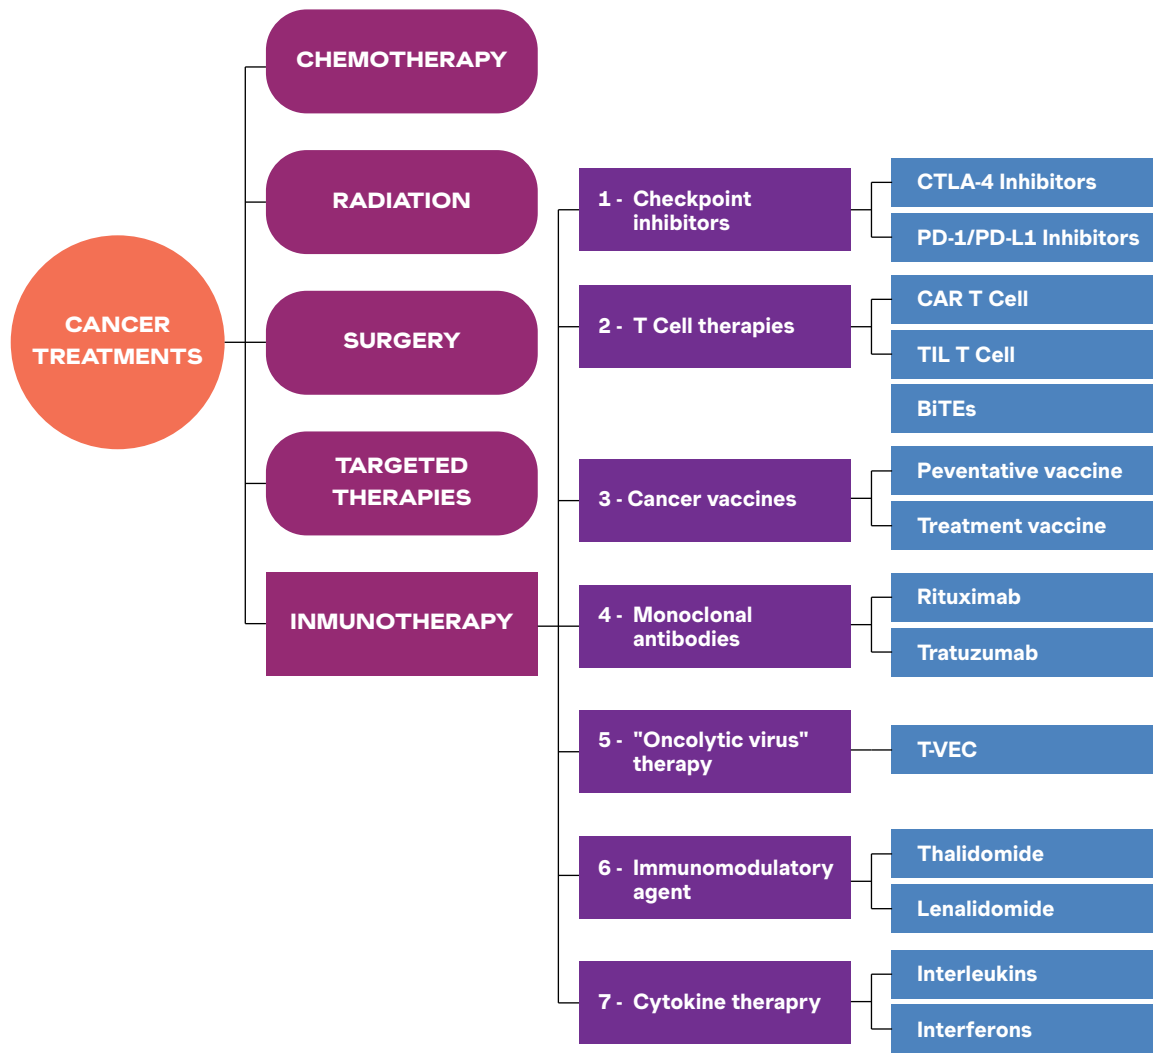 CANCER
TREATMENTS
CHEMOTHERAPY
RADIATION
SURGERY
TARGETED
THERAPIES
INMUNOTHERAPY
1 - Checkpoint
inhibitors
CTLA-4 Inhibitors
PD-1/PD-L1 Inhibitors
2 - T Cell therapies
CAR T Cell
TIL T Cell
BiTEs
3 - Cancer vaccines
Peventative vaccine
Treatment vaccine
4 - Monoclonal
antibodies
Rituximab
Tratuzumab
5 - "Oncolytic virus"
therapy
T-VEC
6 - Immunomodulatory
agent
Thalidomide
Lenalidomide
7 - Cytokine therapry
Interleukins
Interferons